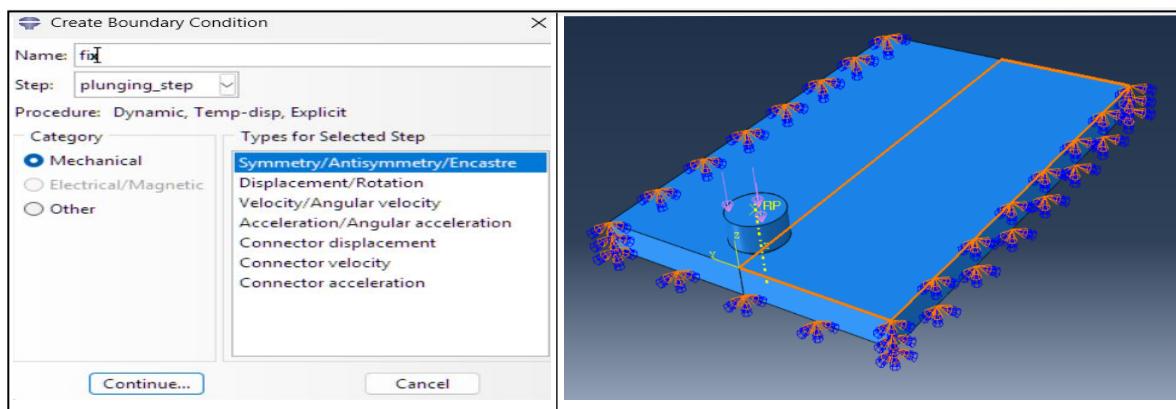 Create Boundary Condition
Name: fix
Step: plunging_step
Procedure: Dynamic, Temp-disp, Explicit
Category
Mechanical
Electrical/Magnetic
Other
Types for Selected Step
Symmetry/Antisymmetry/Encastre
Displacement/Rotation
Velocity/Angular velocity
Acceleration/Angular acceleration
Connector displacement
Connector velocity
Connector acceleration
Continue...
Cancel
RP
Z
Y